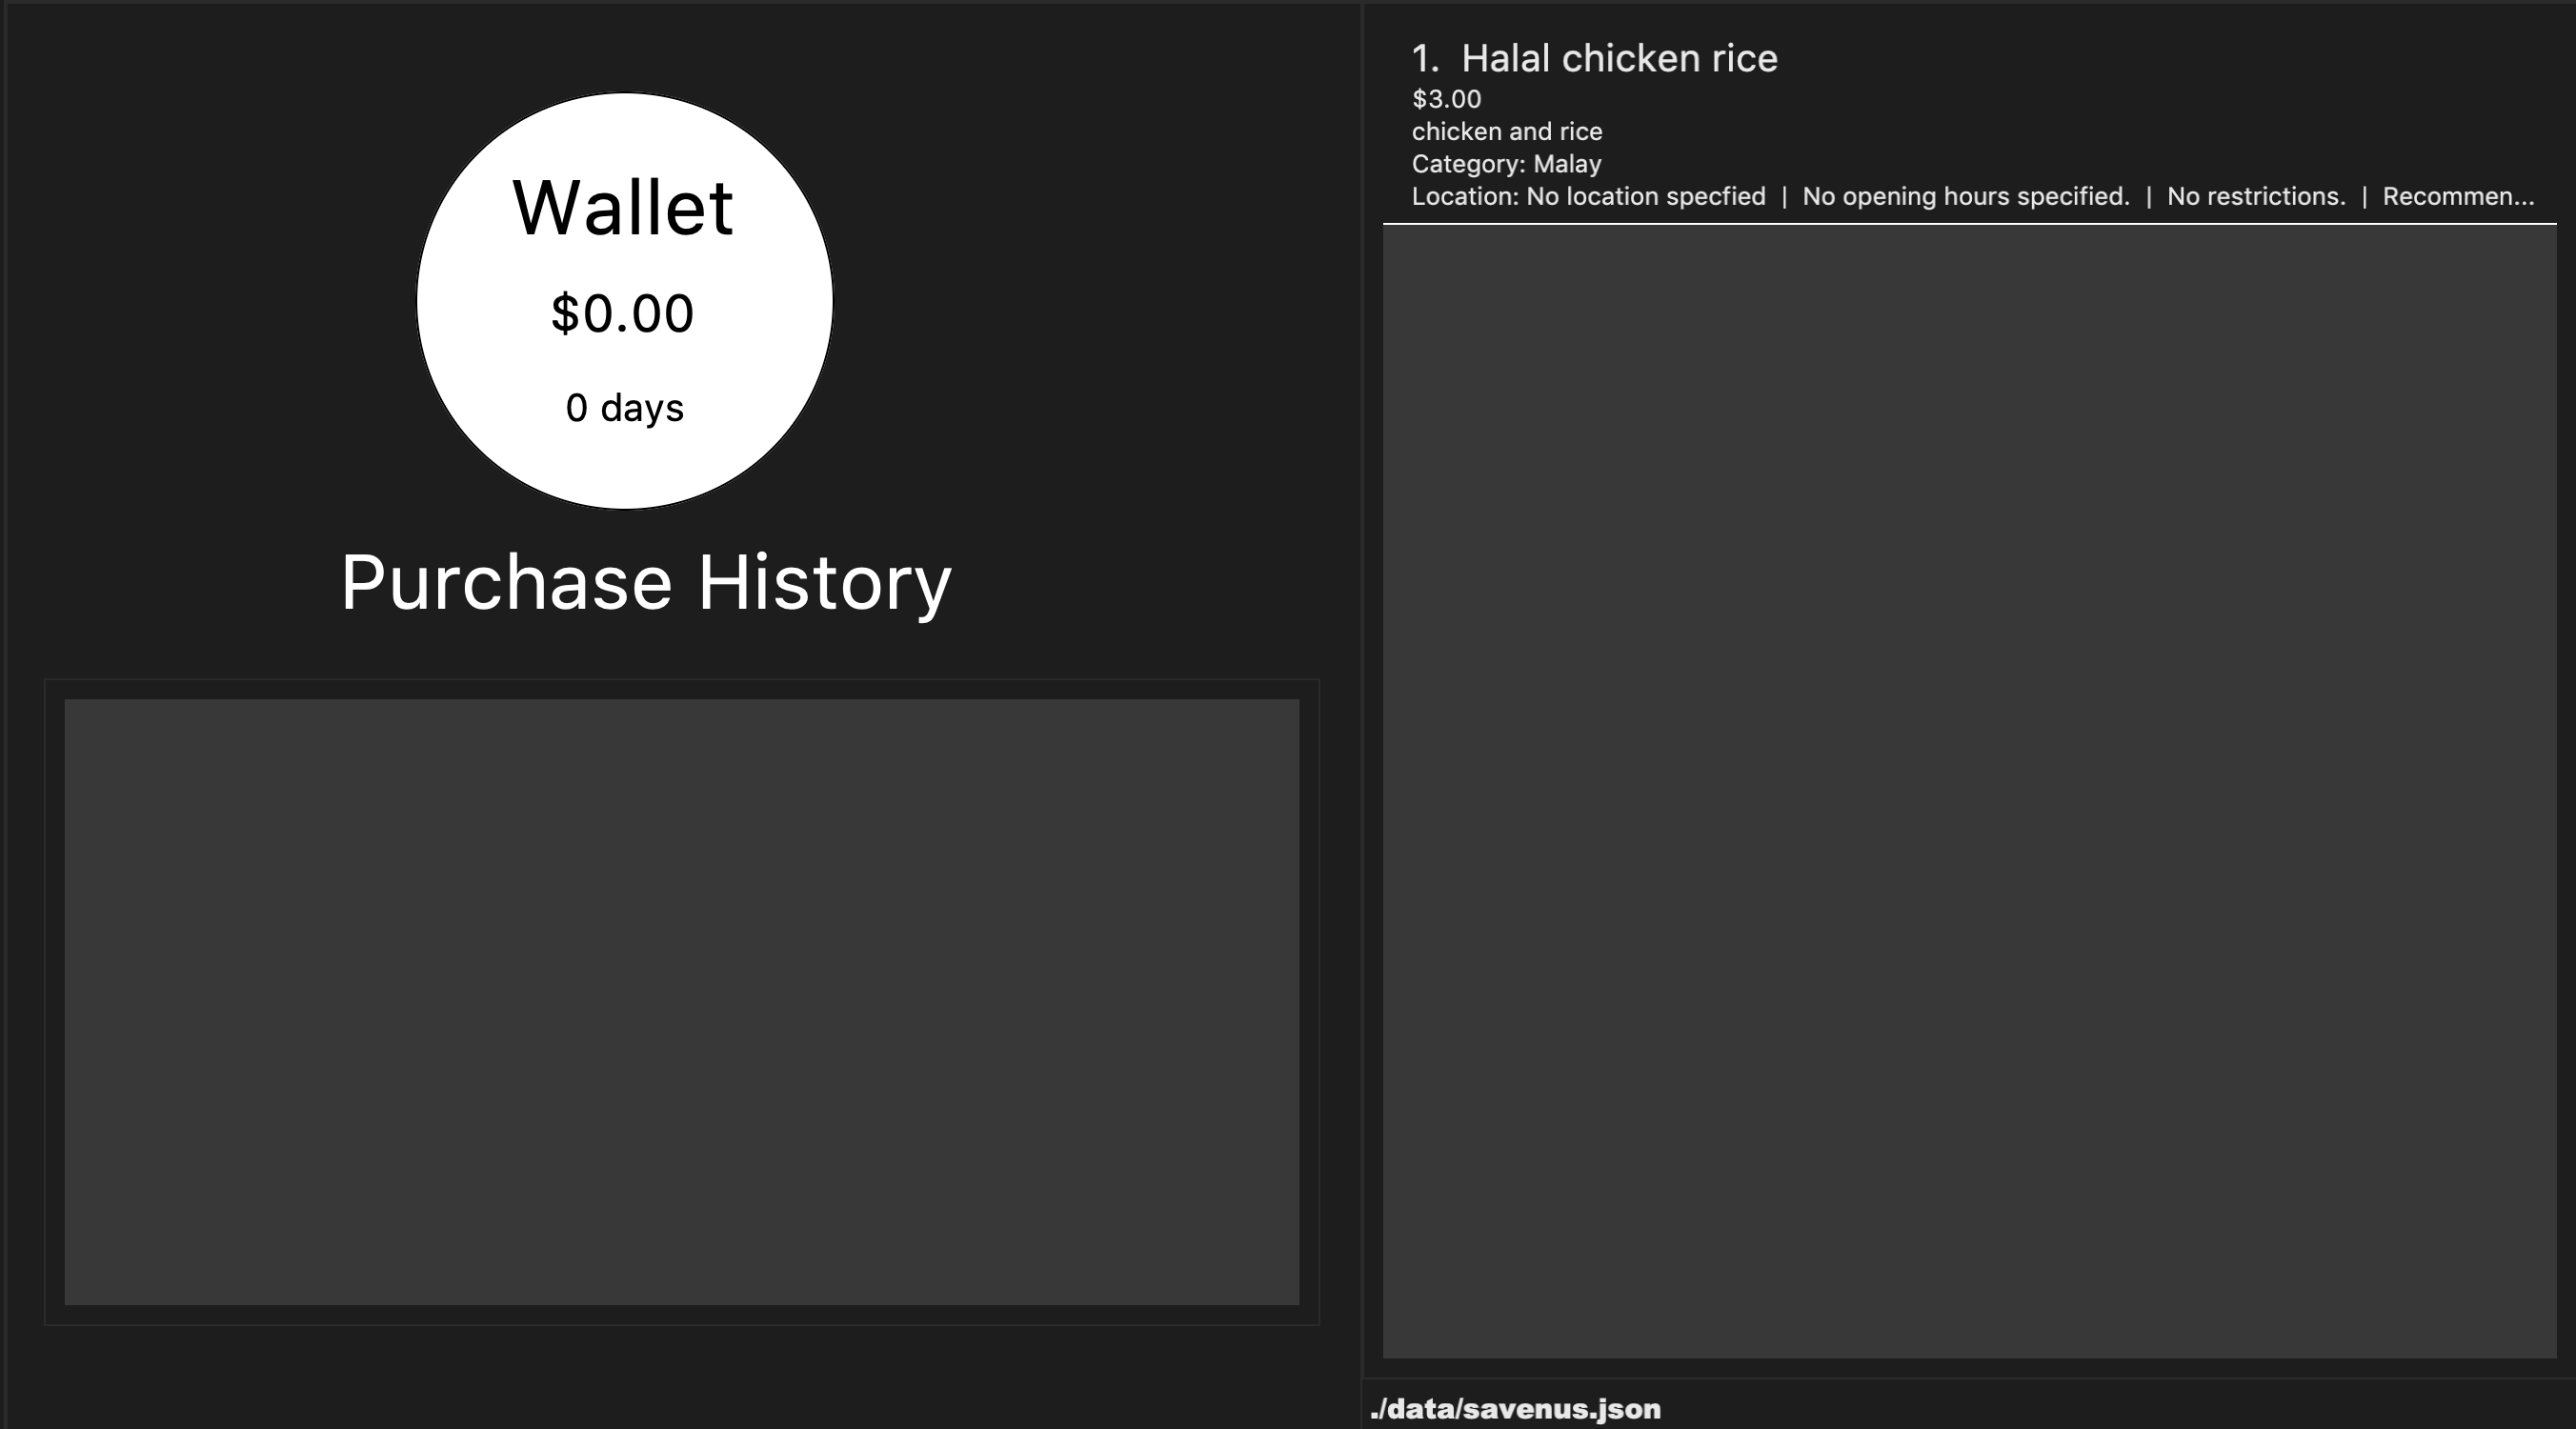 Wallet
$0.00
0 days
Purchase History
1. Halal chicken rice
$3.00
chicken and rice
Category: Malay
Location: No location specfied | No opening hours specified. | No restrictions. | Recommen...
./data/savenus.json